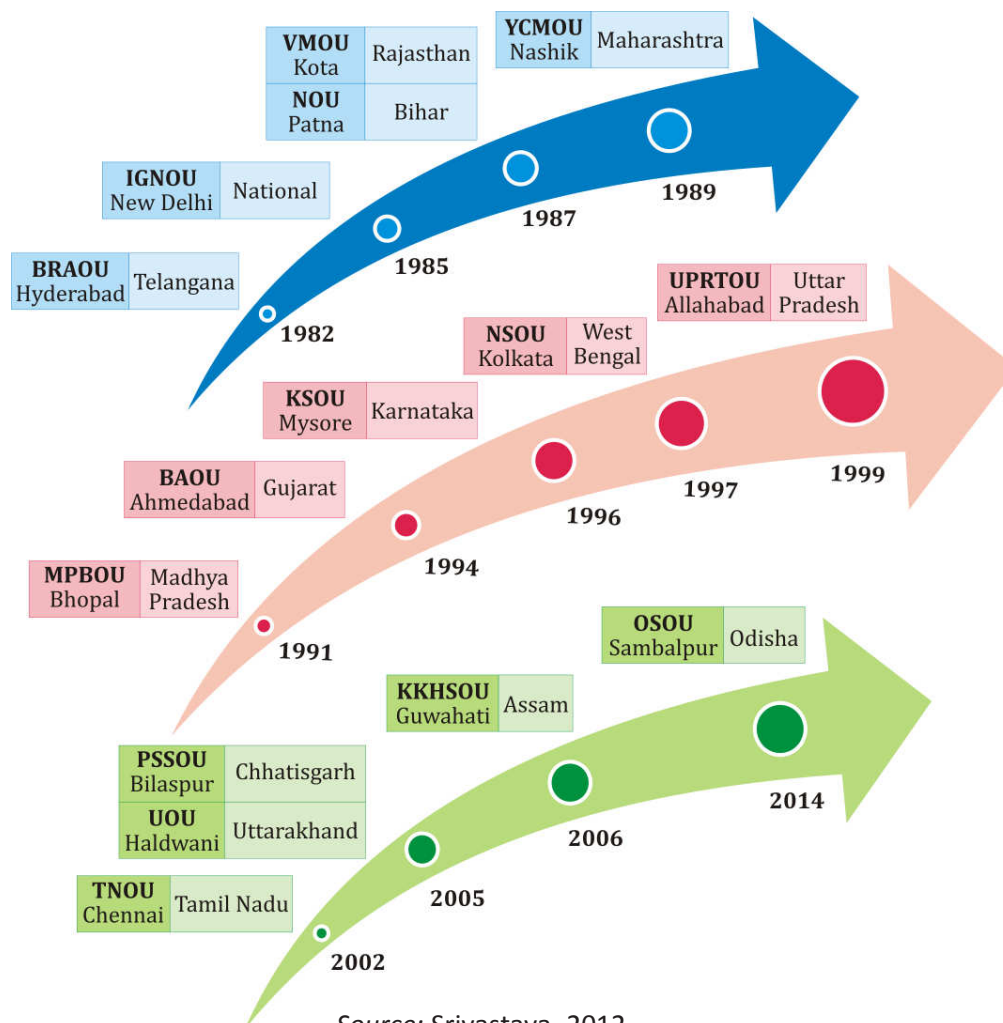 YCMOU
Nashik
Maharashtra
VMOU
Kota
Rajasthan
NOU
Patna
Bihar
IGNOU
New Delhi
National
BRAOU
Hyderabad
Telangana
1982
1985
1987
1989
UPRTOU
Allahabad
Uttar
Pradesh
NSOU
Kolkata
West
Bengal
KSOU
Mysore
Karnataka
BAOU
Ahmedabad
Gujarat
MPBOU
Bhopal
Madhya
Pradesh
1991
1994
1996
1997
1999
OSOU
Sambalpur
Odisha
KKHSOU
Guwahati
Assam
PSSOU
Bilaspur
Chhatisgarh
UOU
Haldwani
Uttarakhand
TNOU
Chennai
Tamil Nadu
2002
2005
2006
2014
Source: Srivastava, 2012